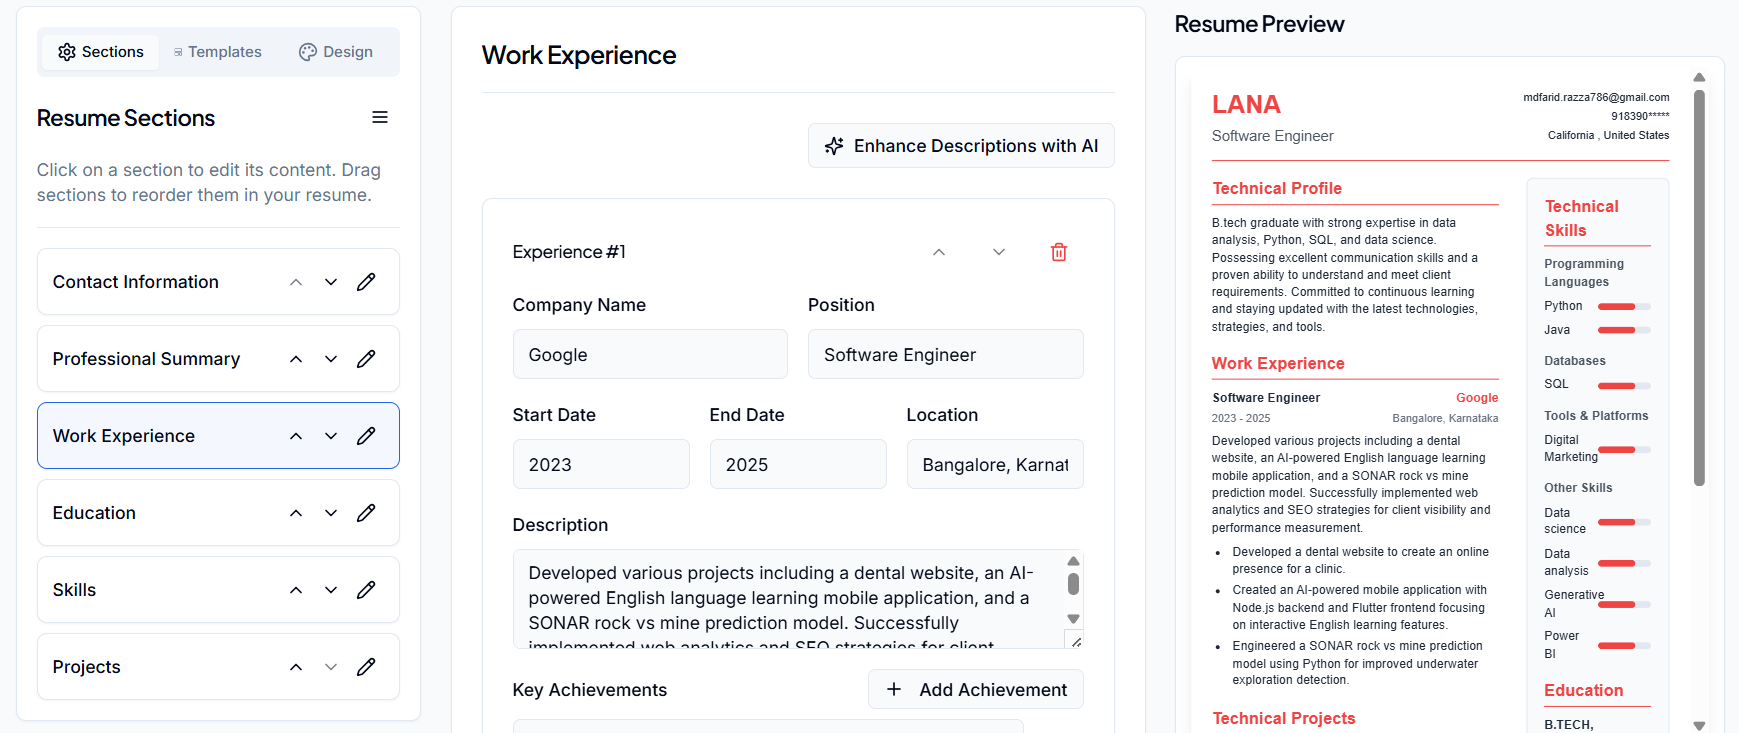 Sections
Templates
Design
Resume Sections
Click on a section to edit its content. Drag
sections to reorder them in your resume.
Contact Information
Professional Summary
Work Experience
Education
Skills
Projects
Work Experience
Enhance Descriptions with AI
Experience #1
Company Name
Position
Google
Software Engineer
Start Date
End Date
Location
2023
2025
Bangalore, Karnat
Description
Developed various projects including a dental website, an AI-
powered English language learning mobile application, and a
SONAR rock vs mine prediction model. Successfully
implemented web analytics and SEO strategies for client
Key Achievements
Add Achievement
Resume Preview
LANA
Software Engineer
mdfarid.razza786@gmail.com
918390*****
California , United States
Technical Profile
B.tech graduate with strong expertise in data
analysis, Python, SQL, and data science.
Possessing excellent communication skills and a
proven ability to understand and meet client
requirements. Committed to continuous learning
and staying updated with the latest technologies,
strategies, and tools.
Work Experience
Software Engineer
Google
2023 - 2025
Bangalore, Karnataka
Developed various projects including a dental
website, an AI-powered English language learning
mobile application, and a SONAR rock vs mine
prediction model. Successfully implemented web
analytics and SEO strategies for client visibility and
performance measurement.
• Developed a dental website to create an online
presence for a clinic.
• Created an AI-powered mobile application with
Node.js backend and Flutter frontend focusing
on interactive English learning features.
• Engineered a SONAR rock vs mine prediction
model using Python for improved underwater
exploration detection.
Technical Projects
Technical
Skills
Programming
Languages
Python
Java
Databases
SQL
Tools & Platforms
Digital
Marketing
Other Skills
Data
science
Data
analysis
Generative
AI
Power
BI
Education
B.TECH,